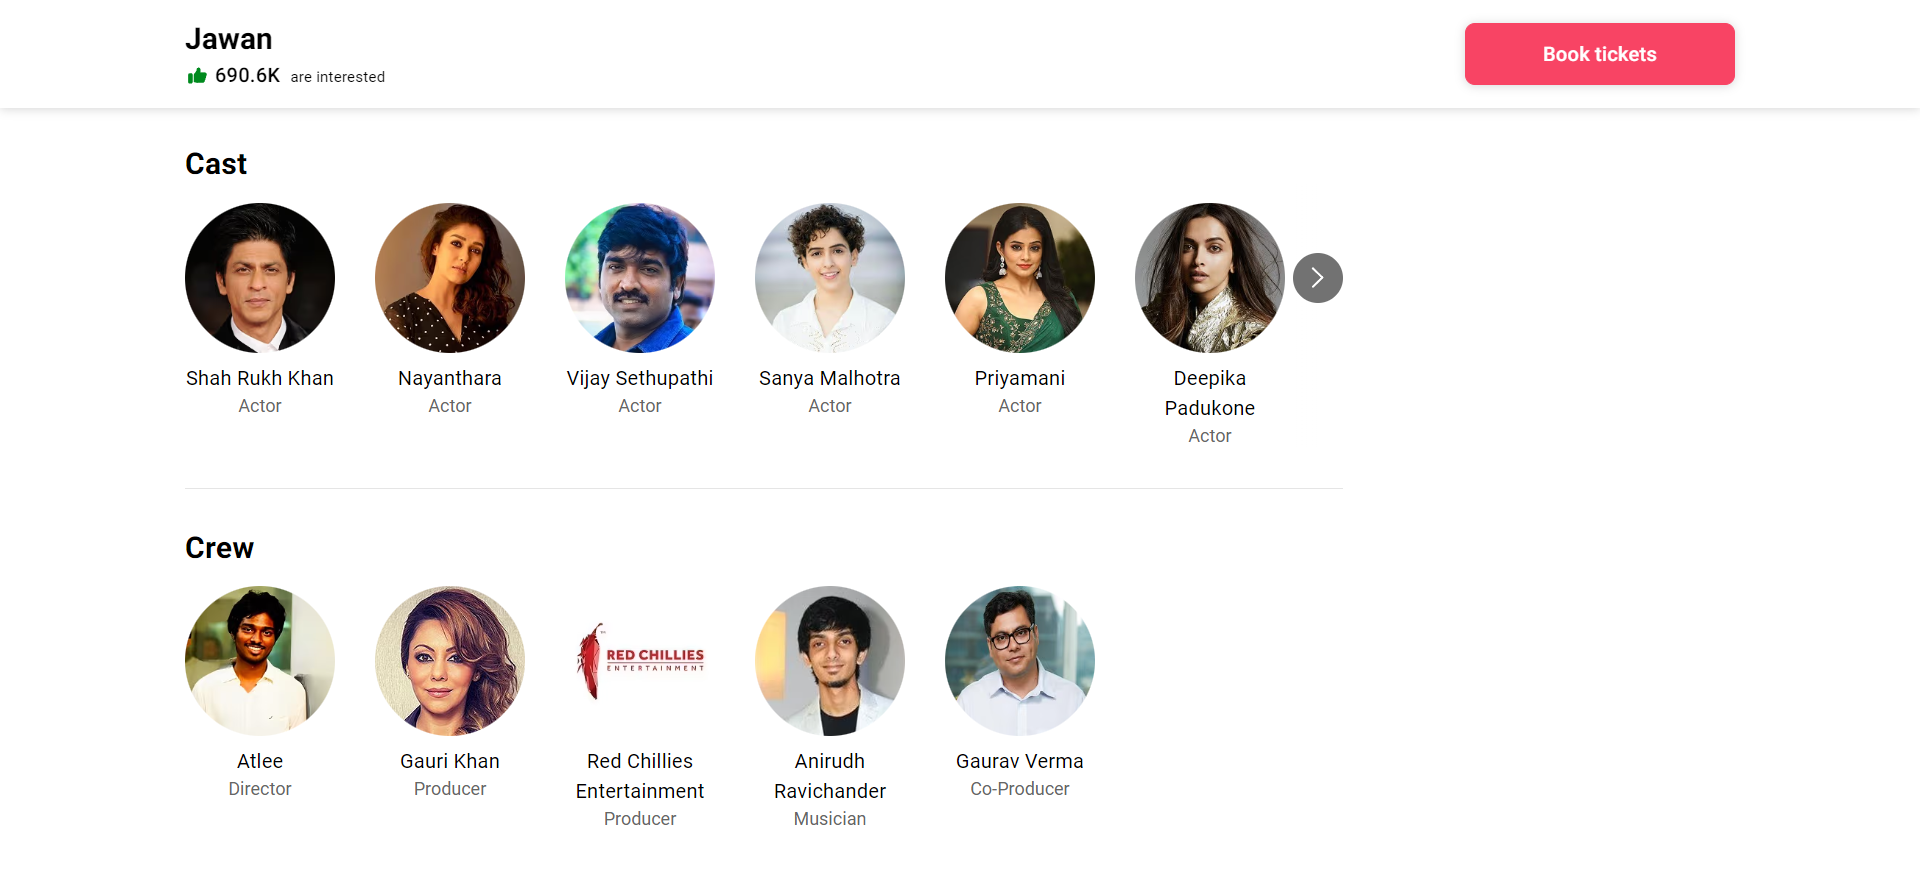 Jawan
690.6K are interested
Book tickets
Cast
Shah Rukh Khan
Actor
Nayanthara
Actor
Vijay Sethupathi
Actor
Sanya Malhotra
Actor
Priyamani
Actor
Deepika
Padukone
Actor
Crew
Atlee
Director
Gauri Khan
Producer
RED CHILLIES
ENTERTAINMENT
Red Chillies
Entertainment
Producer
Anirudh
Ravichander
Musician
Gaurav Verma
Co-Producer